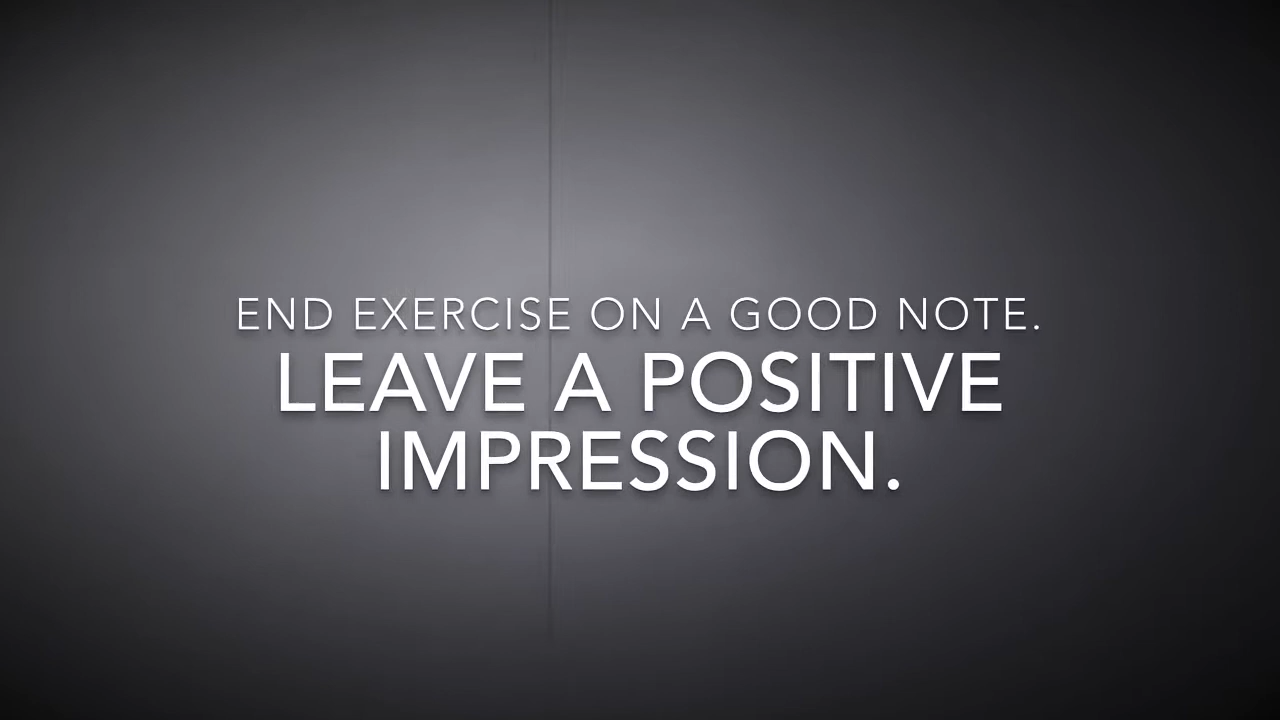 END EXERCISE ON A GOOD NOTE.
LEAVE A POSITIVE
IMPRESSION.